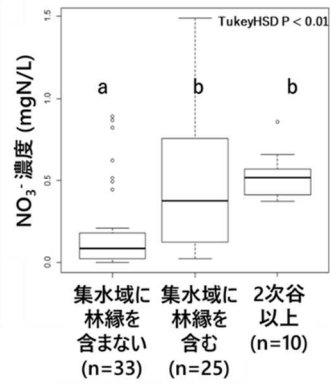 TukeyHSD P < 0.01
a
b
b
NO3⁻濃度 (mgN/L)
1.5
1.0
0.5
0.0
集水域に
林縁を
含まない
(n=33)
集水域に
林縁を
含む
(n=25)
2次谷
以上
(n=10)